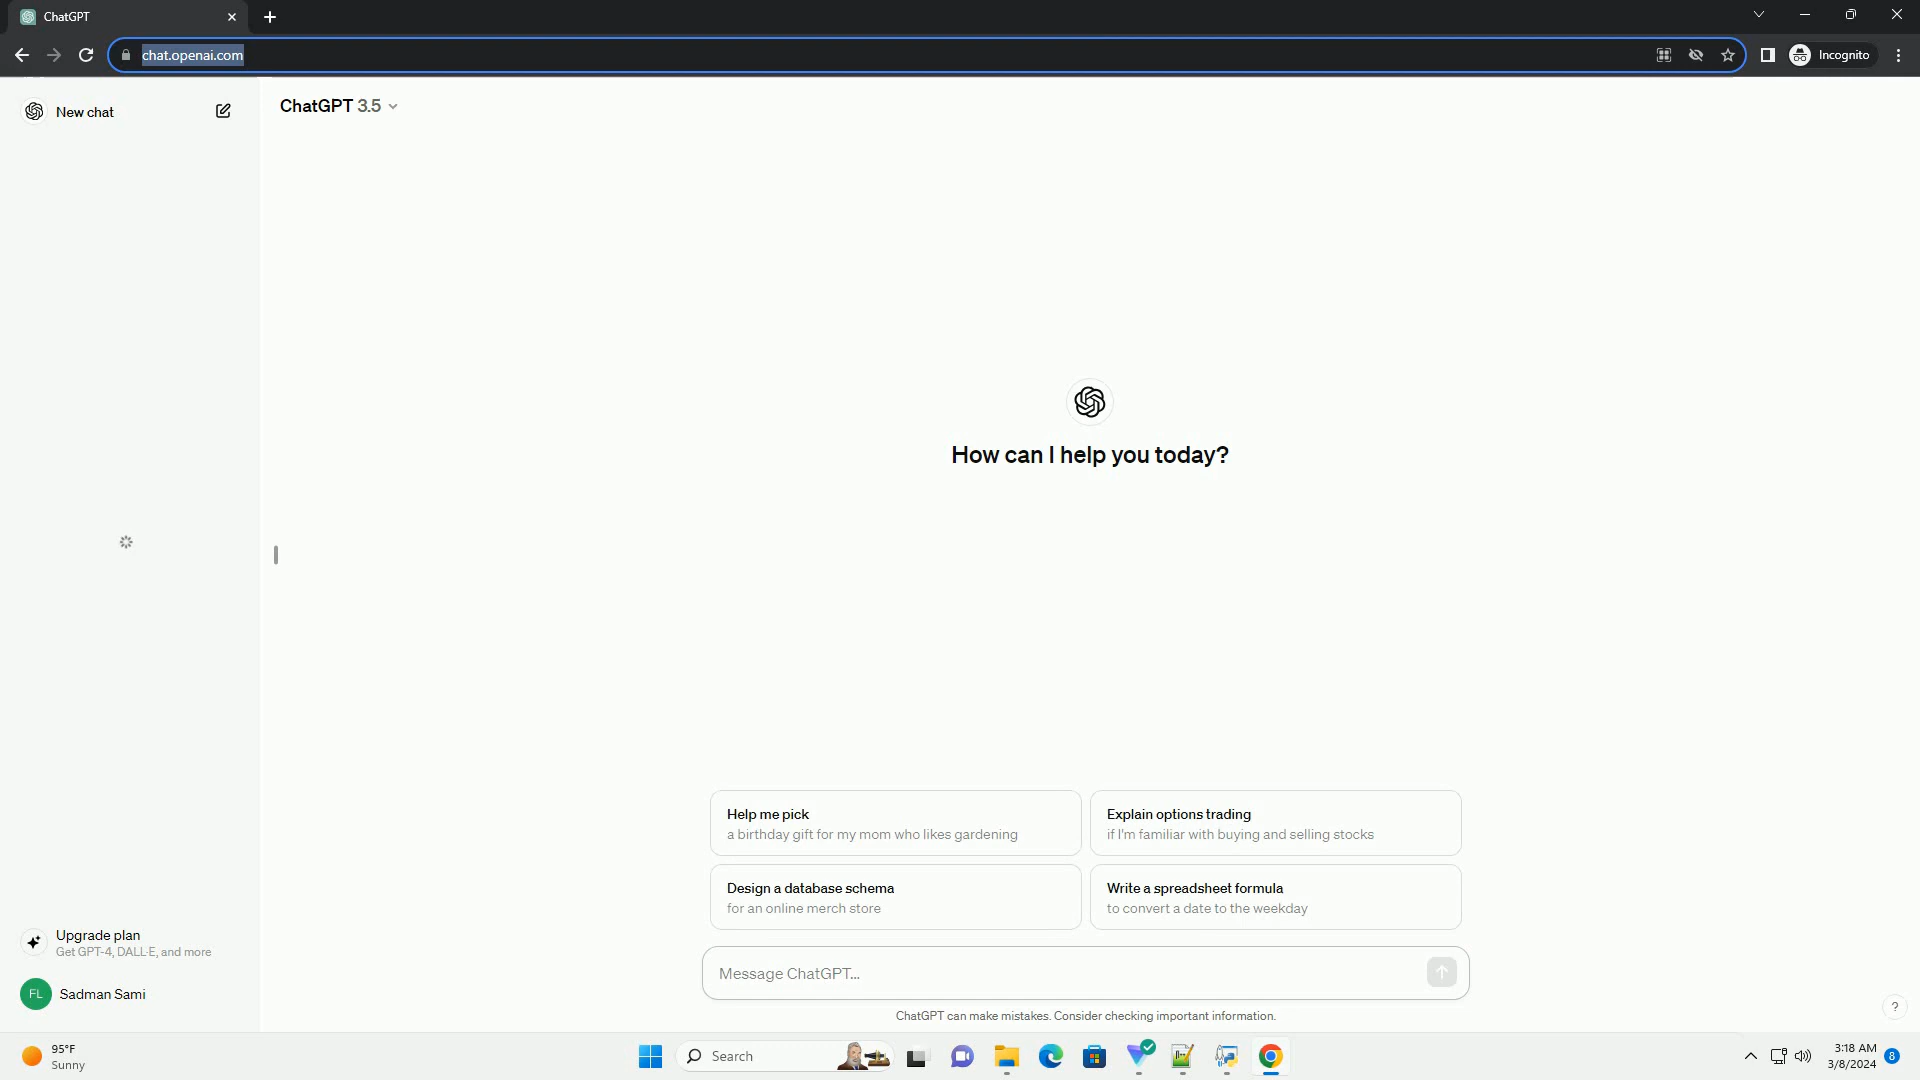 ChatGPT
chat.openai.com
Incognito
New chat
ChatGPT 3.5
How can I help you today?
Help me pick
a birthday gift for my mom who likes gardening
Explain options trading
if I'm familiar with buying and selling stocks
Design a database schema
for an online merch store
Write a spreadsheet formula
to convert a date to the weekday
Upgrade plan
Get GPT-4, DALL·E, and more
FL
Sadman Sami
Message ChatGPT...
ChatGPT can make mistakes. Consider checking important information.
?
95°F
Sunny
Search
3:18 AM
3/8/2024
8